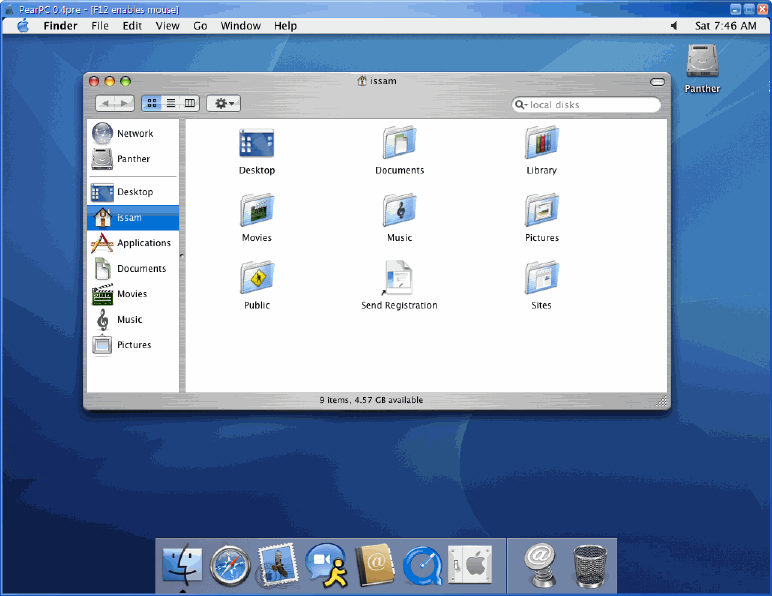 PearPC 0.4pre - [F12 enables mouse]
Finder File Edit View Go Window Help Sat 7:46 AM
Panther
issam
local disks
Network
Panther
Desktop
issam
Applications
Documents
Movies
Music
Pictures
Desktop Documents Library
Movies Music Pictures
Public Send Registration Sites
9 items, 4.57 GB available